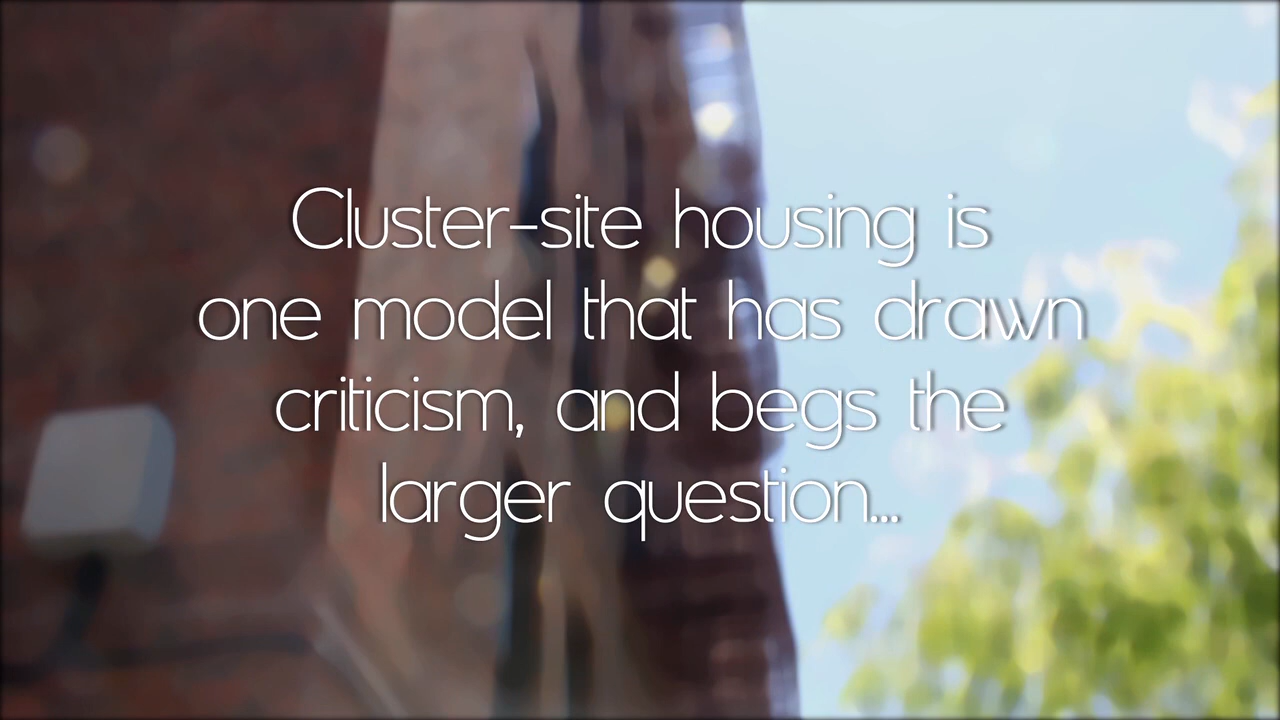 Cluster-site housing is
one model that has drawn
criticism, and begs the
larger question...